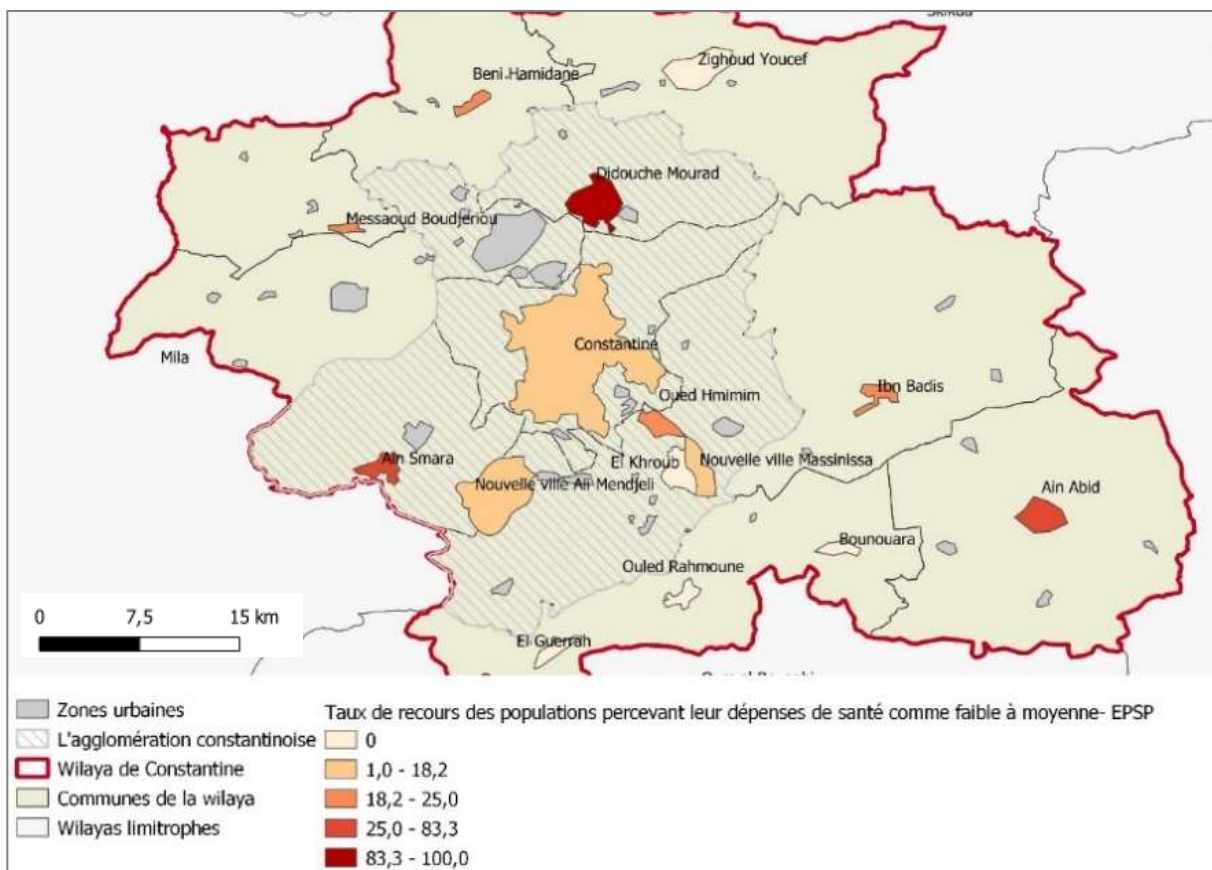 Zighoud Youcef
Beni Hamidane
Didouche Mourad
Messaoud Boudjeriou
Constantine
Mila
Ibn Badis
Oued Hmimim
Ain Smara
El Khroub
Nouvelle ville Massinissa
Nouvelle ville Ali Mendjeli
Ain Abid
Bounouara
Ouled Rahmoune
El Guerrah
0 7,5 15 km
Zones urbaines
L'agglomération constantinoise
Wilaya de Constantine
Communes de la wilaya
Wilayas limitrophes
Taux de recours des populations percevant leur dépenses de santé comme faible à moyenne- EPSP
0
1,0 - 18,2
18,2 - 25,0
25,0 - 83,3
83,3 - 100,0